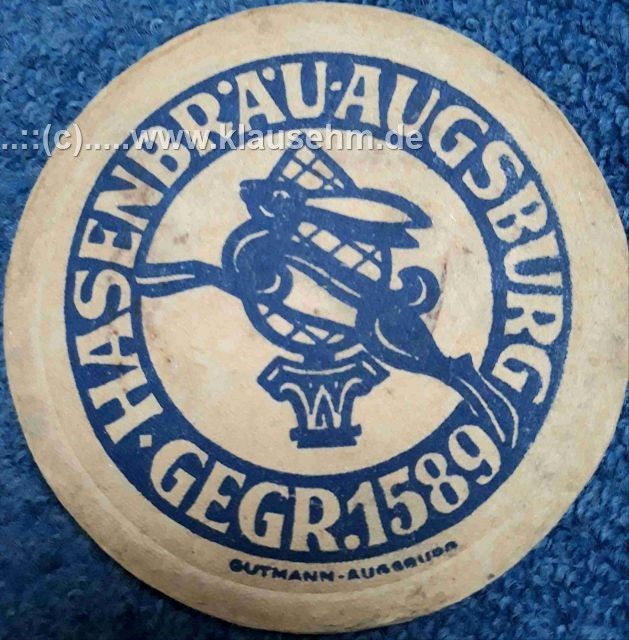 HASENBRÄU·AUGSBURG
..::(c).....www.klausehm.de
W
·GEGR.1589
GUTMANN-AUGSBURG